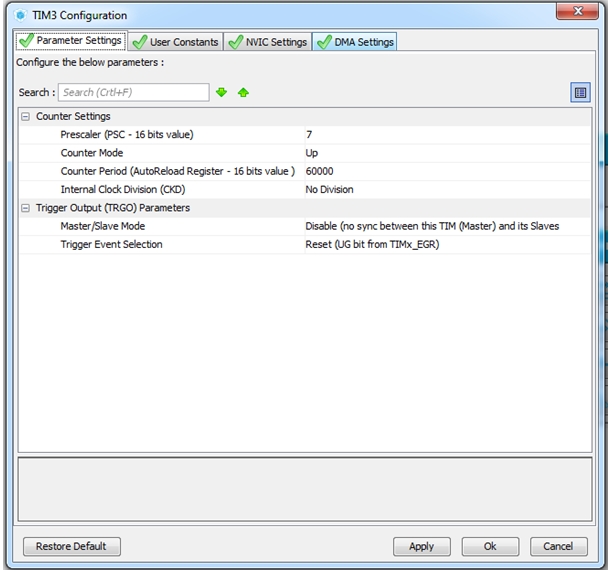 TIM3 Configuration
Parameter Settings User Constants NVIC Settings DMA Settings
Configure the below parameters :
Search : Search (Crtl+F)
Counter Settings
Prescaler (PSC - 16 bits value) 7
Counter Mode Up
Counter Period (AutoReload Register - 16 bits value ) 60000
Internal Clock Division (CKD) No Division
Trigger Output (TRGO) Parameters
Master/Slave Mode Disable (no sync between this TIM (Master) and its Slaves
Trigger Event Selection Reset (UG bit from TIMx_EGR)
Restore Default Apply Ok Cancel